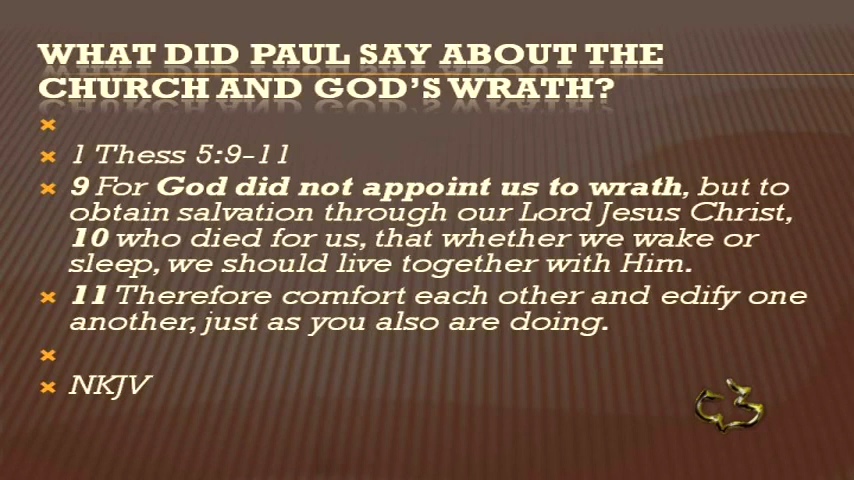 WHAT DID PAUL SAY ABOUT THE
CHURCH AND GOD'S WRATH?
1 Thess 5:9-11
9 For God did not appoint us to wrath, but to
obtain salvation through our Lord Jesus Christ,
10 who died for us, that whether we wake or
sleep, we should live together with Him.
11 Therefore comfort each other and edify one
another, just as you also are doing.
NKJV
C3